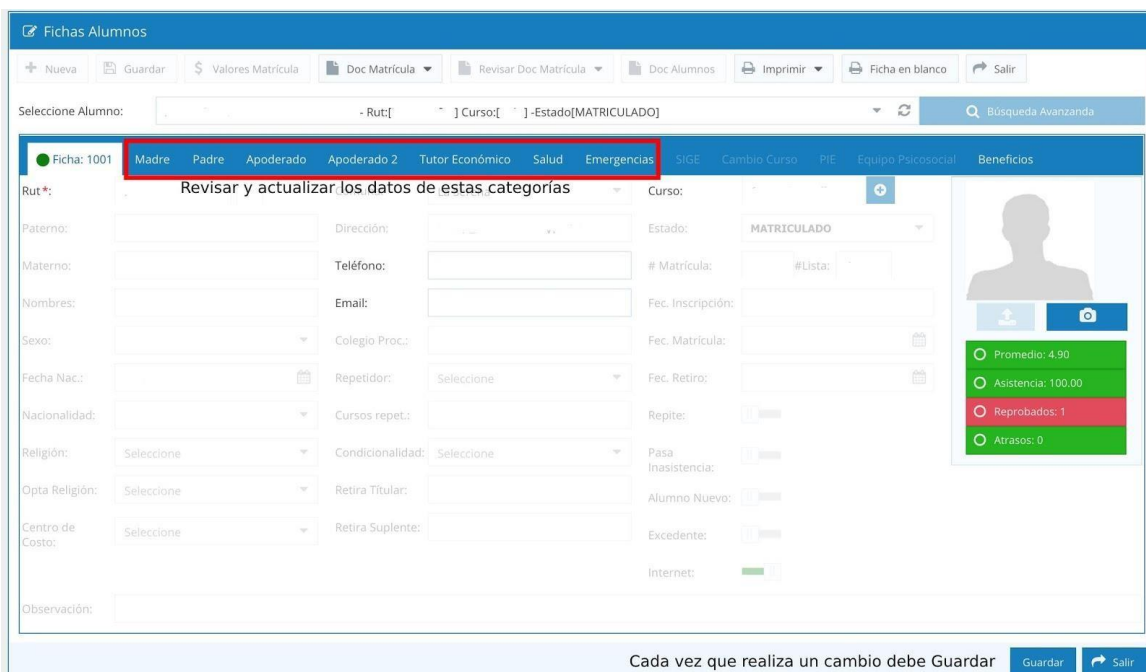 Fichas Alumnos
Nueva Guardar $ Valores Matrícula Doc Matrícula Revisar Doc Matrícula Doc Alumnos Imprimir Ficha en blanco Salir
Seleccione Alumno: - Rut:[ ] Curso:[ ] -Estado[MATRICULADO] Búsqueda Avanzanda
Ficha: 1001 Madre Padre Apoderado Apoderado 2 Tutor Económico Salud Emergencias SIGE Cambio Curso PIE Equipo Psicosocial Beneficios
Revisar y actualizar los datos de estas categorías
Rut*: Curso:
Paterno: Dirección: Estado: MATRICULADO
Materno: Teléfono: # Matrícula: #Lista:
Nombres: Email: Fec. Inscripción:
Sexo: Colegio Proc.: Fec. Matrícula:
Promedio: 4.90
Fecha Nac.: Repetidor: Seleccione Fec. Retiro:
Asistencia: 100.00
Nacionalidad: Cursos repet.: Repite:
Reprobados: 1
Atrasos: 0
Religión: Seleccione Condicionalidad: Seleccione Pasa
Inasistencia:
Opta Religión: Seleccione Retira Títular: Alumno Nuevo:
Centro de
Costo: Seleccione Retira Suplente: Excedente:
Internet:
Observación:
Cada vez que realiza un cambio debe Guardar Guardar Salir